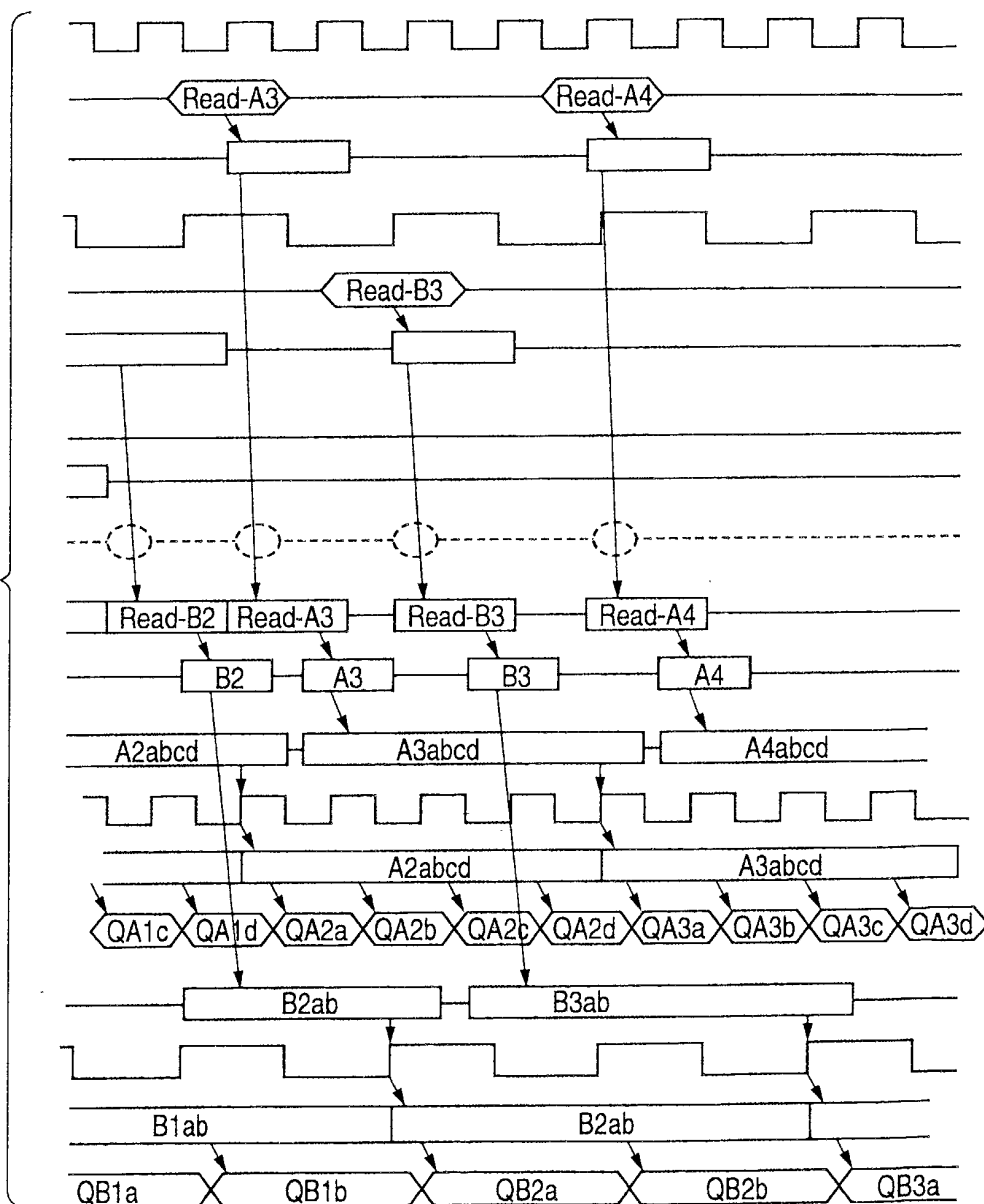 Read-A3 Read-A4
Read-B3
Read-B2 Read-A3 Read-B3 Read-A4
B2 A3 B3 A4
A2abcd A3abcd A4abcd
A2abcd A3abcd
QA1c QA1d QA2a QA2b QA2c QA2d QA3a QA3b QA3c QA3d
B2ab B3ab
B1ab B2ab
QB1a QB1b QB2a QB2b QB3a